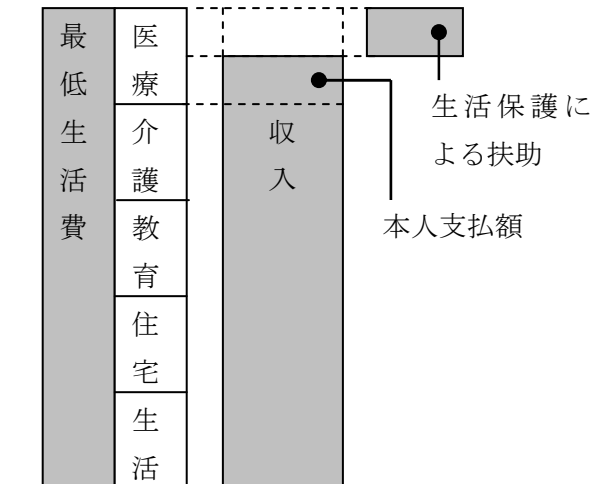 最低生活費
医療
介護
教育
住宅
生活
収入
生活保護に
よる扶助
本人支払額